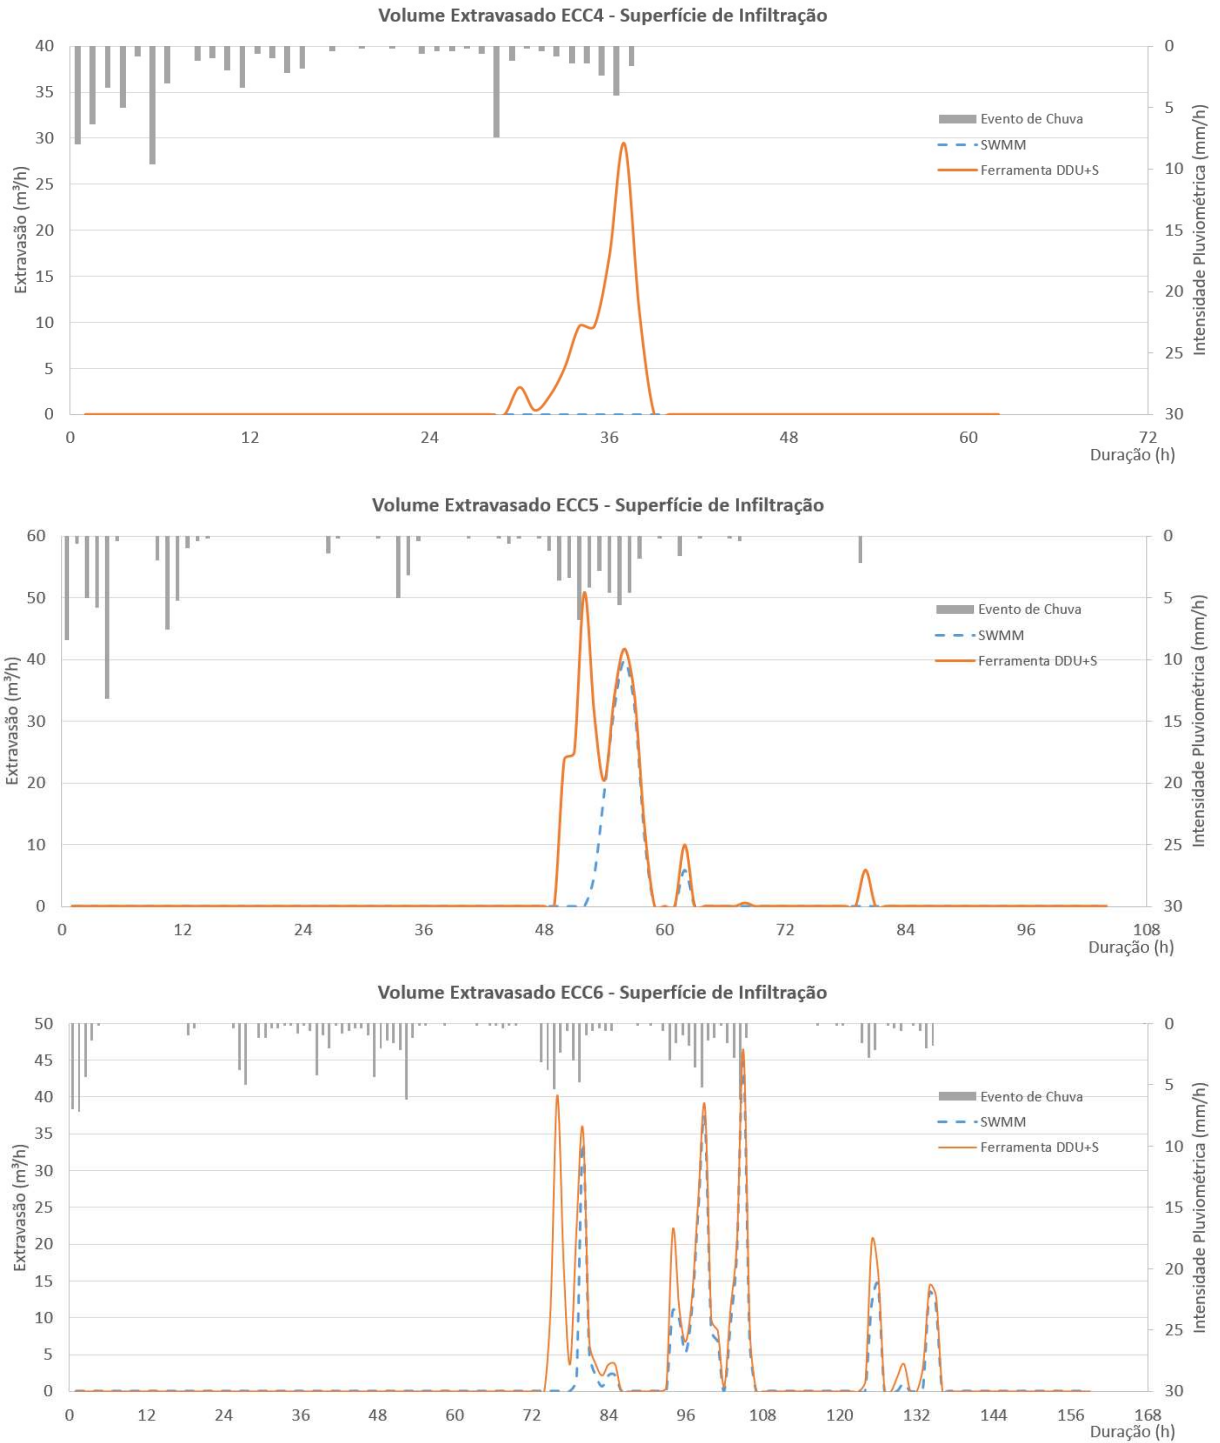 Volume Extravasado ECC4 - Superfície de Infiltração
40
35
30
25
20
15
10
5
0
Extravasão (m³/h)
0
5
10
15
20
25
30
Intensidade Pluviométrica (mm/h)
Evento de Chuva
SWMM
Ferramenta DDU+S
0 12 24 36 48 60 72
Duração (h)
Volume Extravasado ECC5 - Superfície de Infiltração
60
50
40
30
20
10
0
Extravasão (m³/h)
0
5
10
15
20
25
30
Intensidade Pluviométrica (mm/h)
Evento de Chuva
SWMM
Ferramenta DDU+S
0 12 24 36 48 60 72 84 96 108
Duração (h)
Volume Extravasado ECC6 - Superfície de Infiltração
50
45
40
35
30
25
20
15
10
5
0
Extravasão (m³/h)
0
5
10
15
20
25
30
Intensidade Pluviométrica (mm/h)
Evento de Chuva
SWMM
Ferramenta DDU+S
0 12 24 36 48 60 72 84 96 108 120 132 144 156 168
Duração (h)